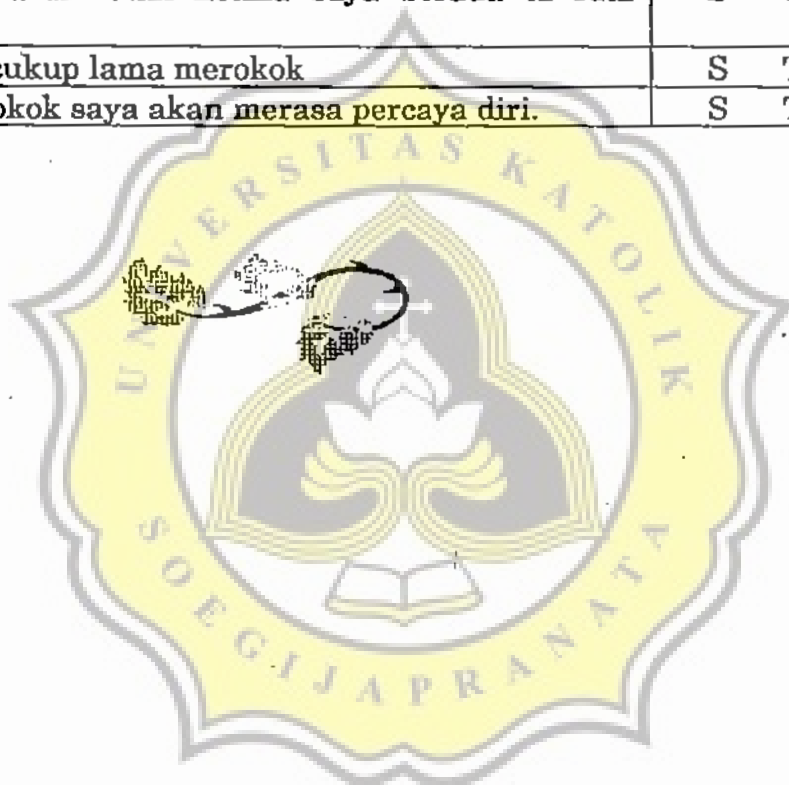 cukup lama merokok S T
okok saya akan merasa percaya diri. S T
UNIVERSITAS KATOLIK
SOEGIJAPRANATA